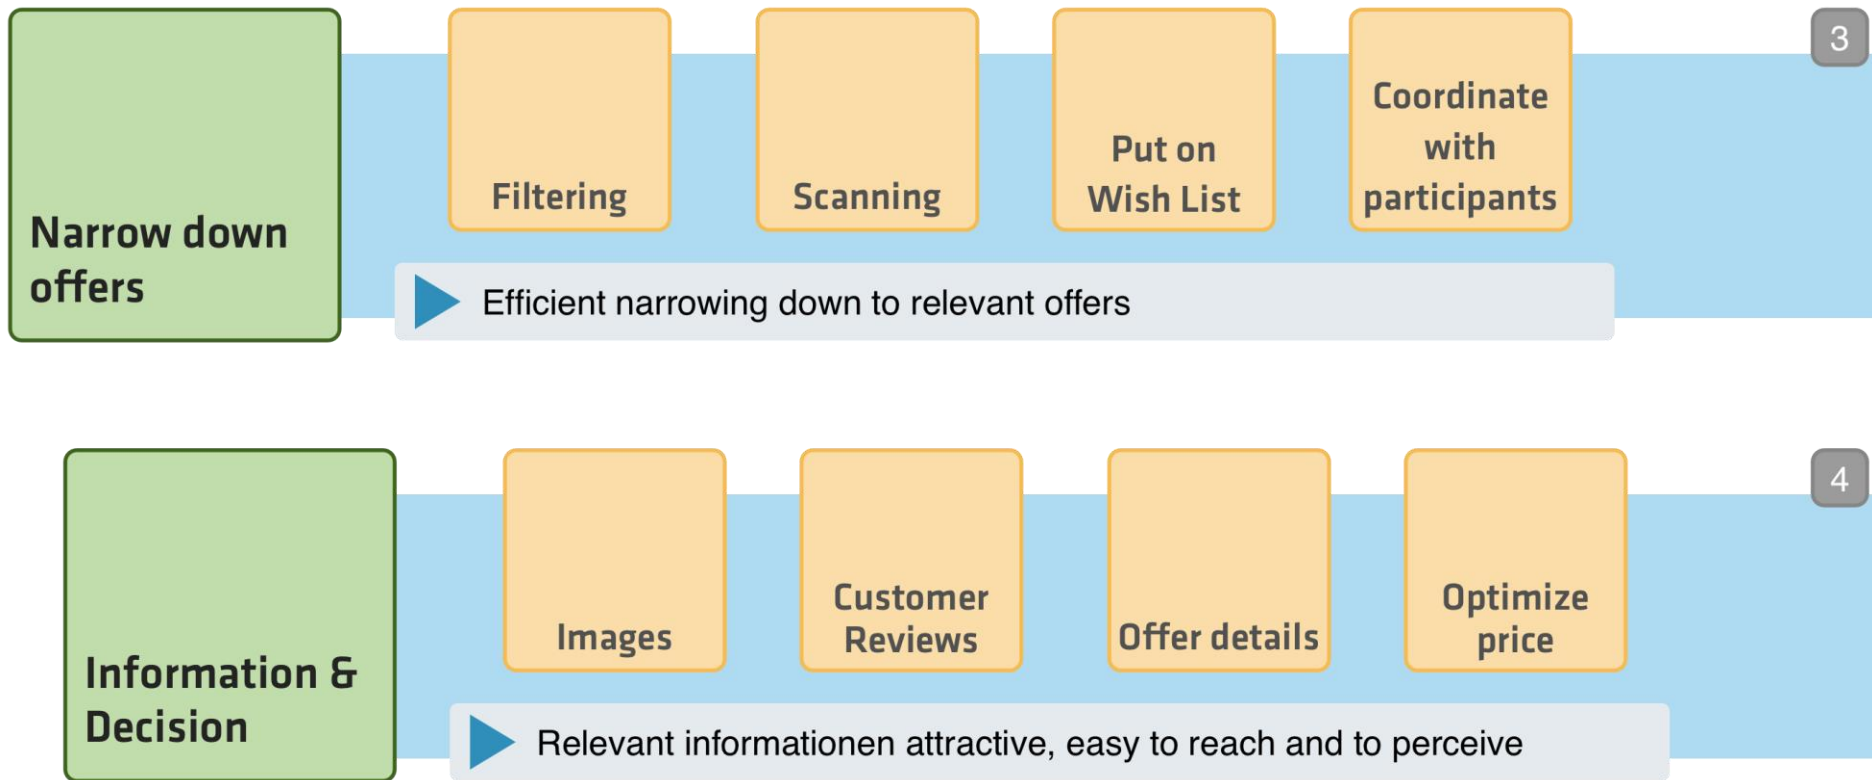 3
Narrow down
offers
Filtering
Scanning
Put on
Wish List
Coordinate
with
participants
Efficient narrowing down to relevant offers
4
Information &
Decision
Images
Customer
Reviews
Offer details
Optimize
price
Relevant informationen attractive, easy to reach and to perceive